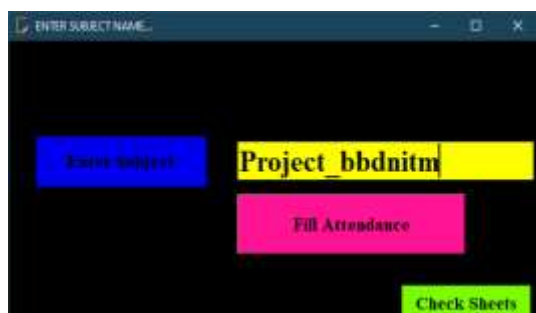 ENTER SUBJECT NAME...
Enter Subject
Project_bbdnitm
Fill Attendance
Check Sheets